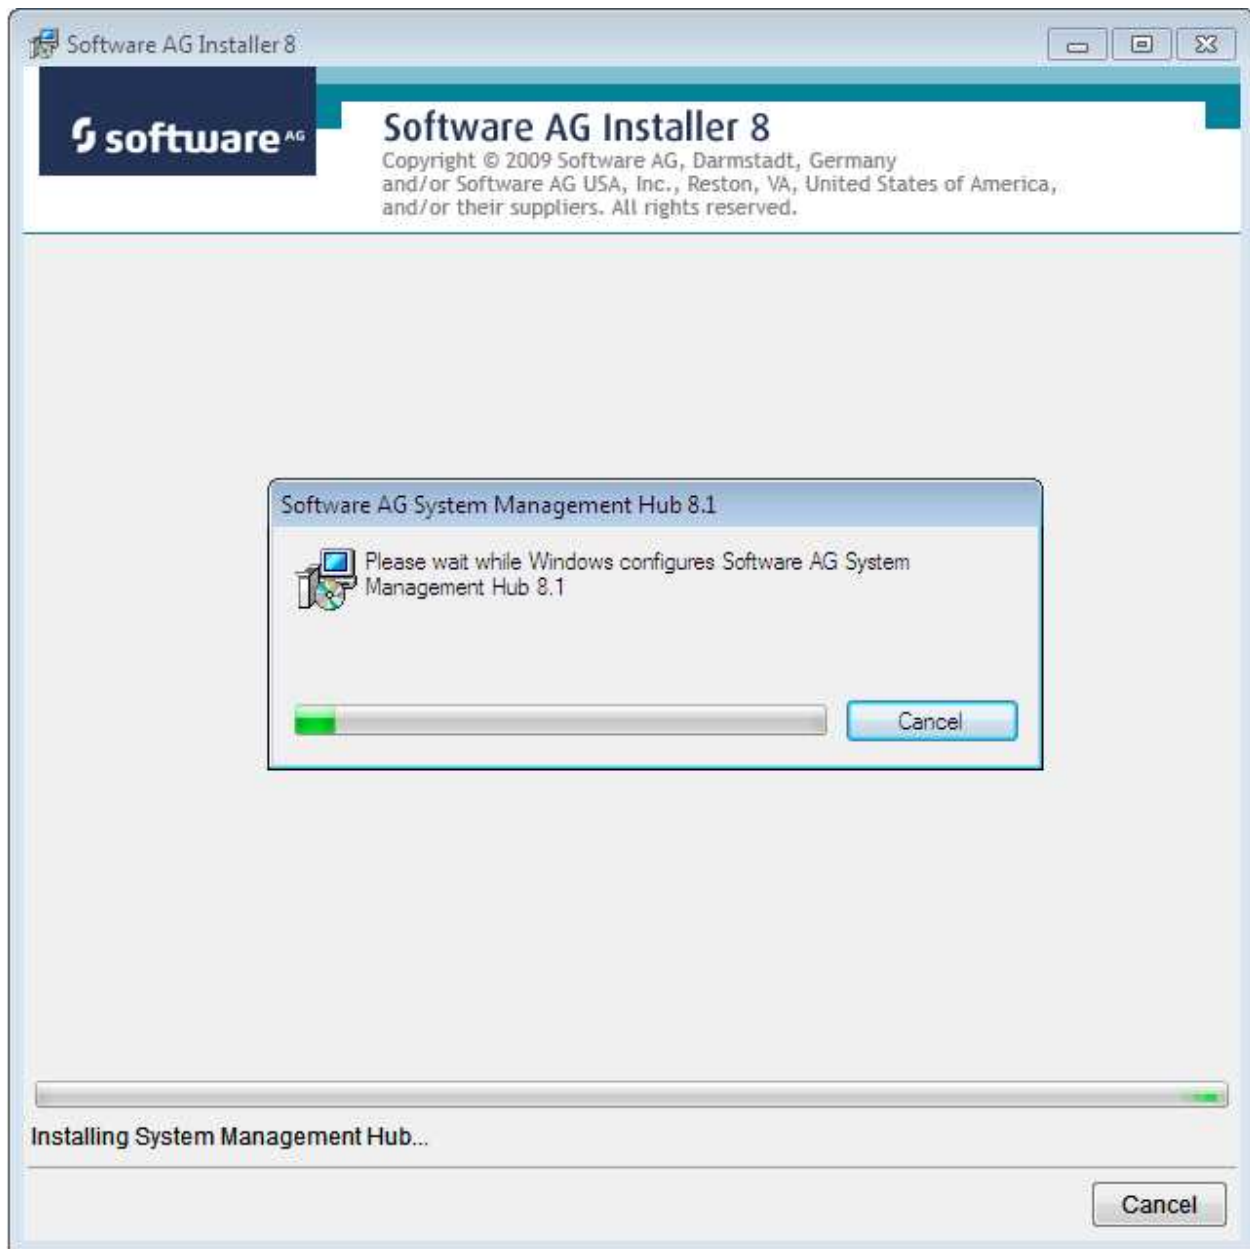 Software AG Installer 8
software AG
Software AG Installer 8
Copyright © 2009 Software AG, Darmstadt, Germany
and/or Software AG USA, Inc., Reston, VA, United States of America,
and/or their suppliers. All rights reserved.
Software AG System Management Hub 8.1
Please wait while Windows configures Software AG System
Management Hub 8.1
Cancel
Installing System Management Hub...
Cancel